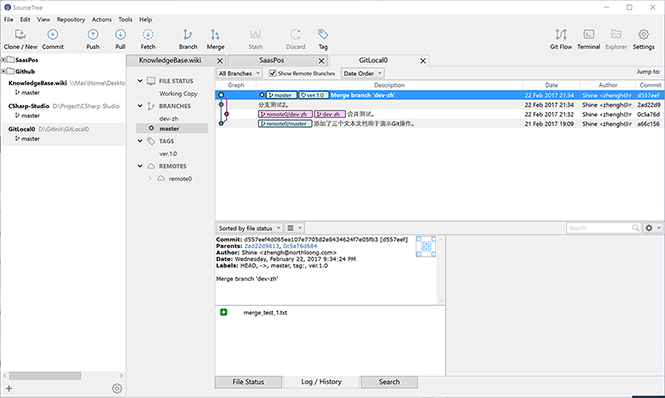 SourceTree
File Edit View Repository Actions Tools Help
Clone / New Commit Push Pull Fetch Branch Merge Stash Discard Tag Git Flow Terminal Explorer Settings
KnowledgeBase.wiki SaasPos GitLocal0
SaasPos
Github
KnowledgeBase.wiki \\Mac\Home\Deskto
master
CSharp-Studio D:\Project\CSharp-Studio
master
GitLocal0 D:\Gitinit\GitLocal0
master
FILE STATUS
Working Copy
BRANCHES
dev-zh
master
TAGS
ver.1.0
REMOTES
remote0
All Branches Show Remote Branches Date Order Jump to:
Graph Description Date Author Commit
master ver.1.0 Merge branch 'dev-zh' 22 Feb 2017 21:34 Shine <zhengh@r d557eef
分支测试2。 22 Feb 2017 21:34 Shine <zhengh@r 2ad22d9
remote0/dev-zh dev-zh 合并测试。 22 Feb 2017 21:32 Shine <zhengh@r 0c5a76d
remote0/master 添加了三个文本文档用于演示Git操作。 21 Feb 2017 19:09 Shine <zhengh@r a66c156
Sorted by file status Search
Commit: d557eef4d065ea107e7705d2e8434624f7e05fb3 [d557eef]
Parents: 2ad22d9613, 0c5a76d684
Author: Shine <zhengh@northloong.com>
Date: Wednesday, February 22, 2017 9:34:24 PM
Labels: HEAD, ->, master, tag:, ver.1.0
Merge branch 'dev-zh'
merge_test_1.txt
File Status Log / History Search